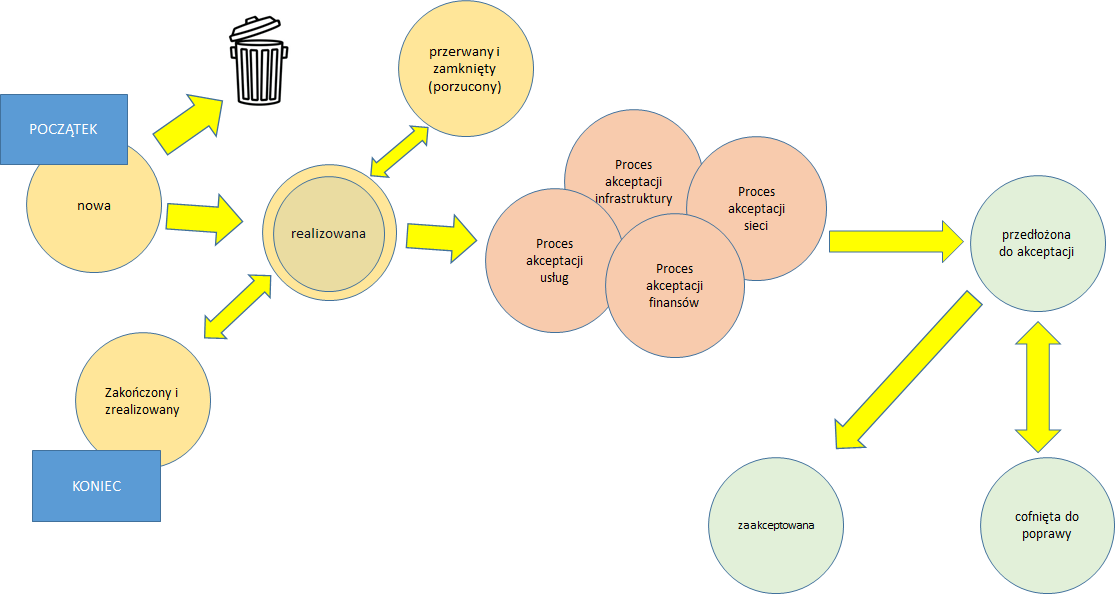 POCZĄTEK
nowa
przerwany i
zamknięty
(porzucony)
realizowana
Zakończony i
zrealizowany
KONIEC
Proces
akceptacji
infrastruktury
Proces
akceptacji
sieci
Proces
akceptacji
usług
Proces
akceptacji
finansów
przedłożona
do akceptacji
zaakceptowana
cofnięta do
poprawy